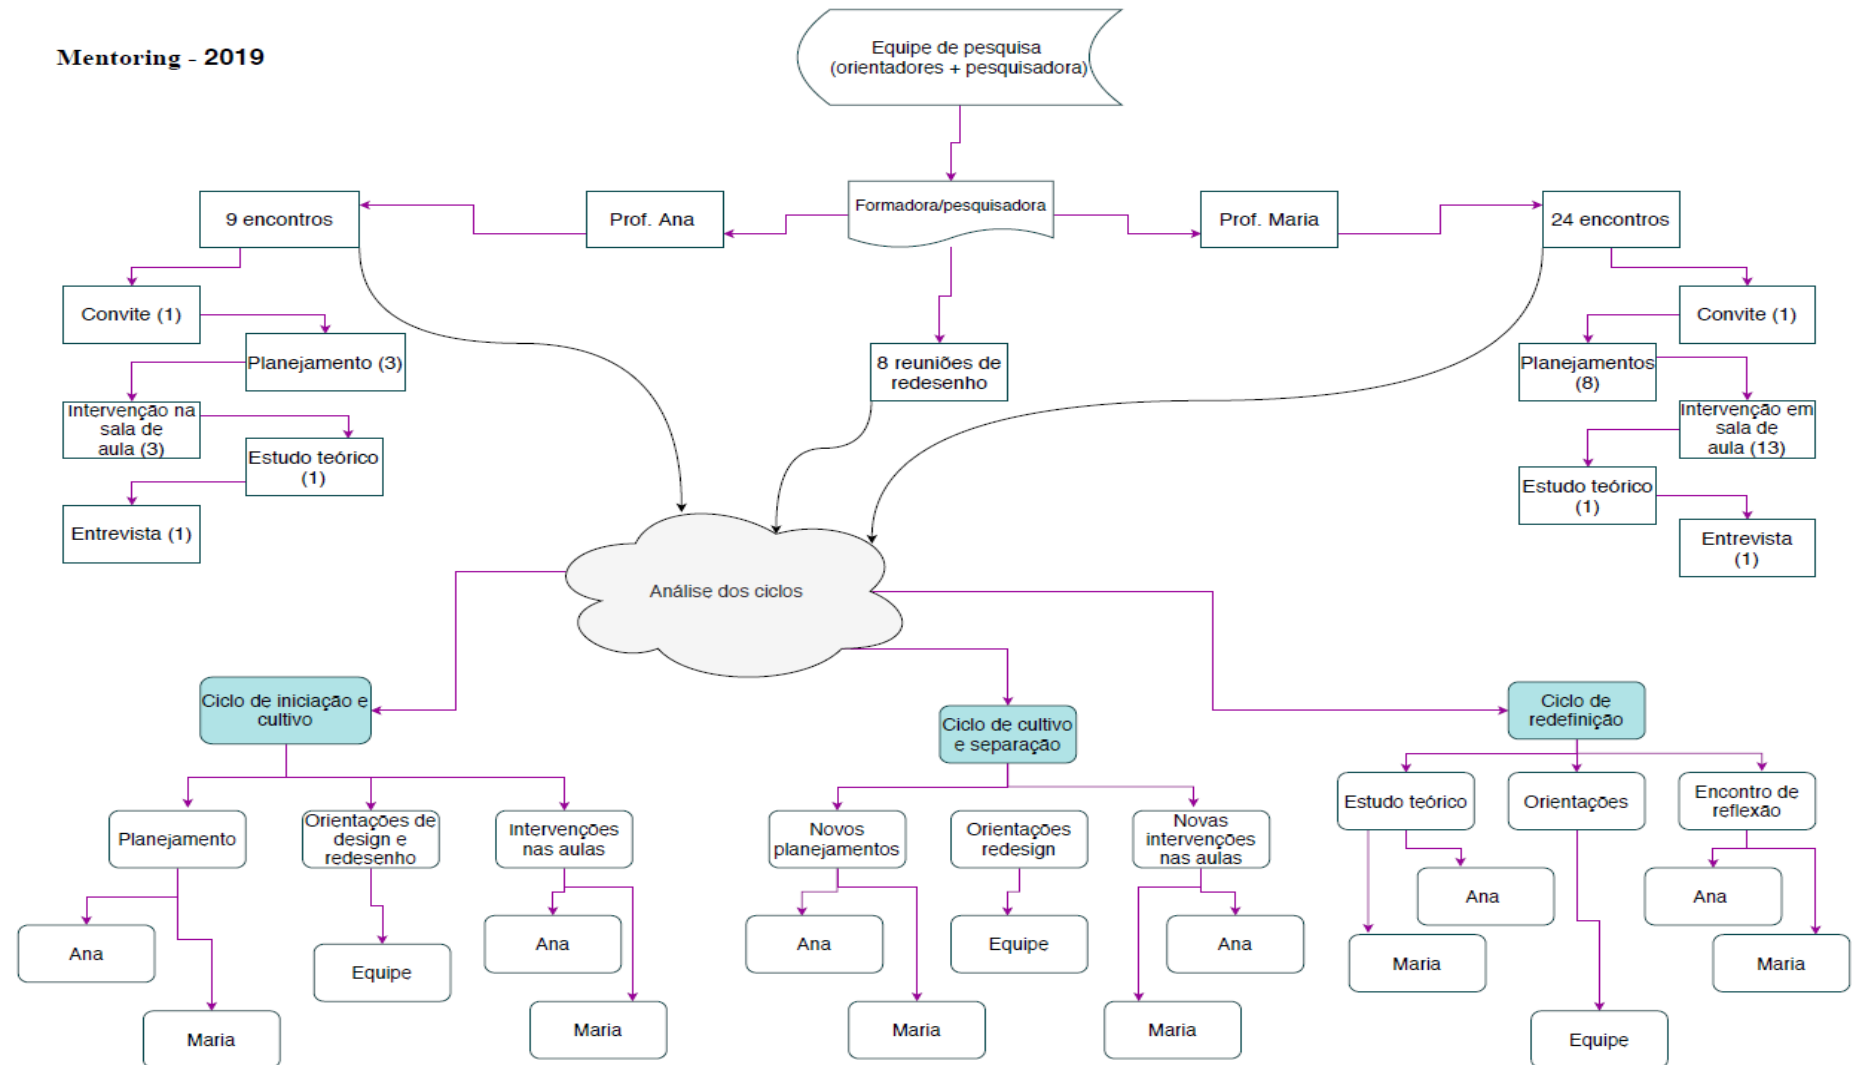 Mentoring - 2019
Equipe de pesquisa
(orientadores + pesquisadora)
9 encontros
Prof. Ana
Formadora/pesquisadora
Prof. Maria
24 encontros
Convite (1)
Planejamento (3)
Intervenção na
sala de
aula (3)
Estudo teórico
(1)
Entrevista (1)
8 reuniões de
redesenho
Convite (1)
Planejamentos
(8)
Intervenção em
sala de
aula (13)
Estudo teórico
(1)
Entrevista
(1)
Análise dos ciclos
Ciclo de iniciação e
cultivo
Planejamento
Orientações de
design e
redesenho
Intervenções
nas aulas
Ana
Maria
Equipe
Ana
Maria
Ciclo de cultivo
e separação
Novos
planejamentos
Orientações
redesign
Novas
intervenções
nas aulas
Ana
Maria
Equipe
Ana
Maria
Ciclo de
redefinição
Estudo teórico
Orientações
Encontro de
reflexão
Ana
Maria
Equipe
Ana
Maria